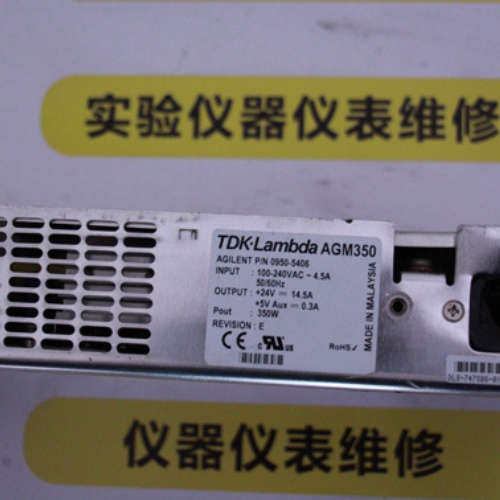 实验仪器仪表维修
TDK-Lambda AGM350
AGILENT P/N 0950-5406
INPUT : 100-240VAC ~ 4.5A
50/60Hz
OUTPUT : +24V ⎓ 14.5A
+5V Aux ⎓ 0.3A
Pout : 350W
REVISION : E
RoHS✓
MADE IN MALAYSIA
仪器仪表维修